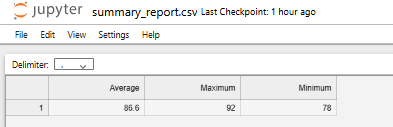 jupyter summary_report.csv Last Checkpoint: 1 hour ago
File Edit View Settings Help
Delimiter: ,
Average Maximum Minimum
1 86.6 92 78